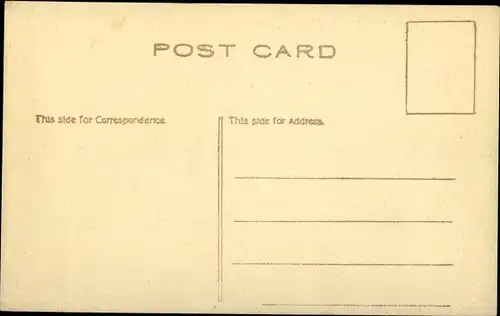 POST CARD
This side for Correspondence.
This side for Address.